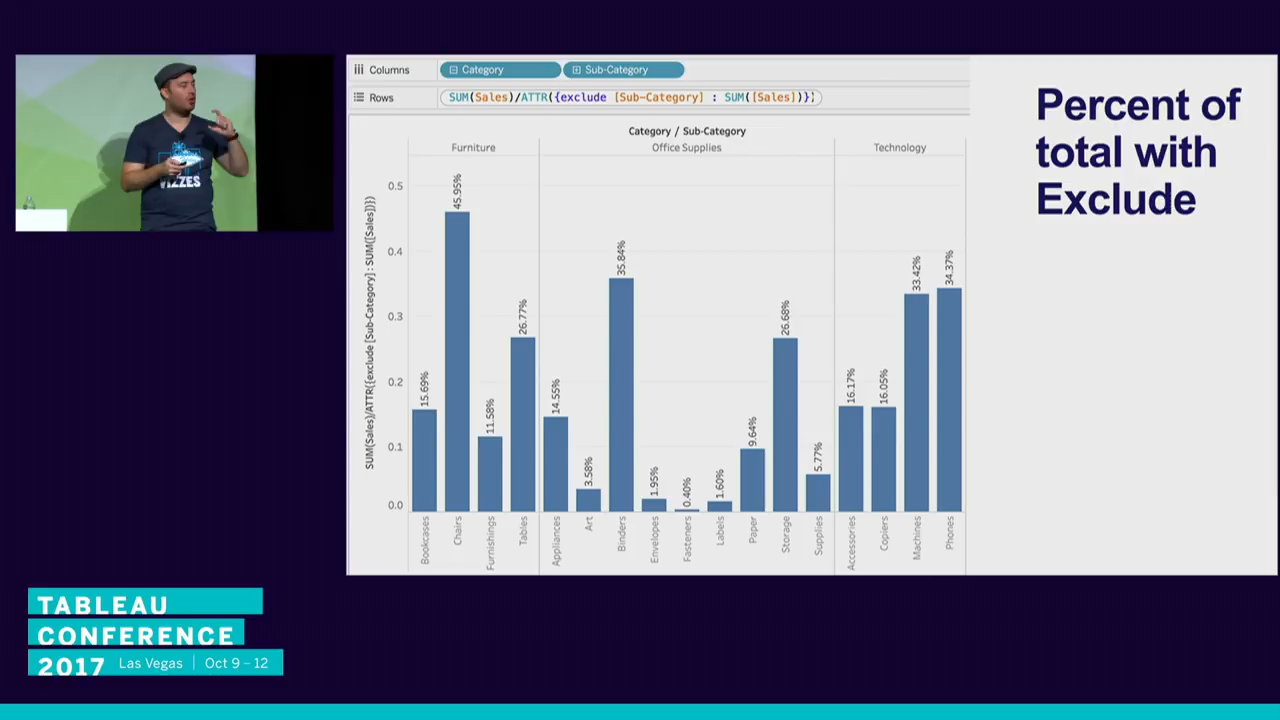 Columns
Category
Sub-Category
Rows
SUM(Sales)/ATTR({exclude [Sub-Category] : SUM([Sales])})
Percent of
total with
Exclude
Category / Sub-Category
Furniture
Office Supplies
Technology
SUM(Sales)/ATTR({exclude [Sub-Category] : SUM([Sales])})
0.5
0.4
0.3
0.2
0.1
0.0
15.69%
45.95%
11.58%
26.77%
14.55%
3.58%
35.84%
1.95%
0.40%
1.60%
9.64%
26.68%
5.77%
16.17%
16.05%
33.42%
34.37%
Bookcases
Chairs
Furnishings
Tables
Appliances
Art
Binders
Envelopes
Fasteners
Labels
Paper
Storage
Supplies
Accessories
Copiers
Machines
Phones
VIZZES
TABLEAU
CONFERENCE
2017 Las Vegas | Oct 9 – 12